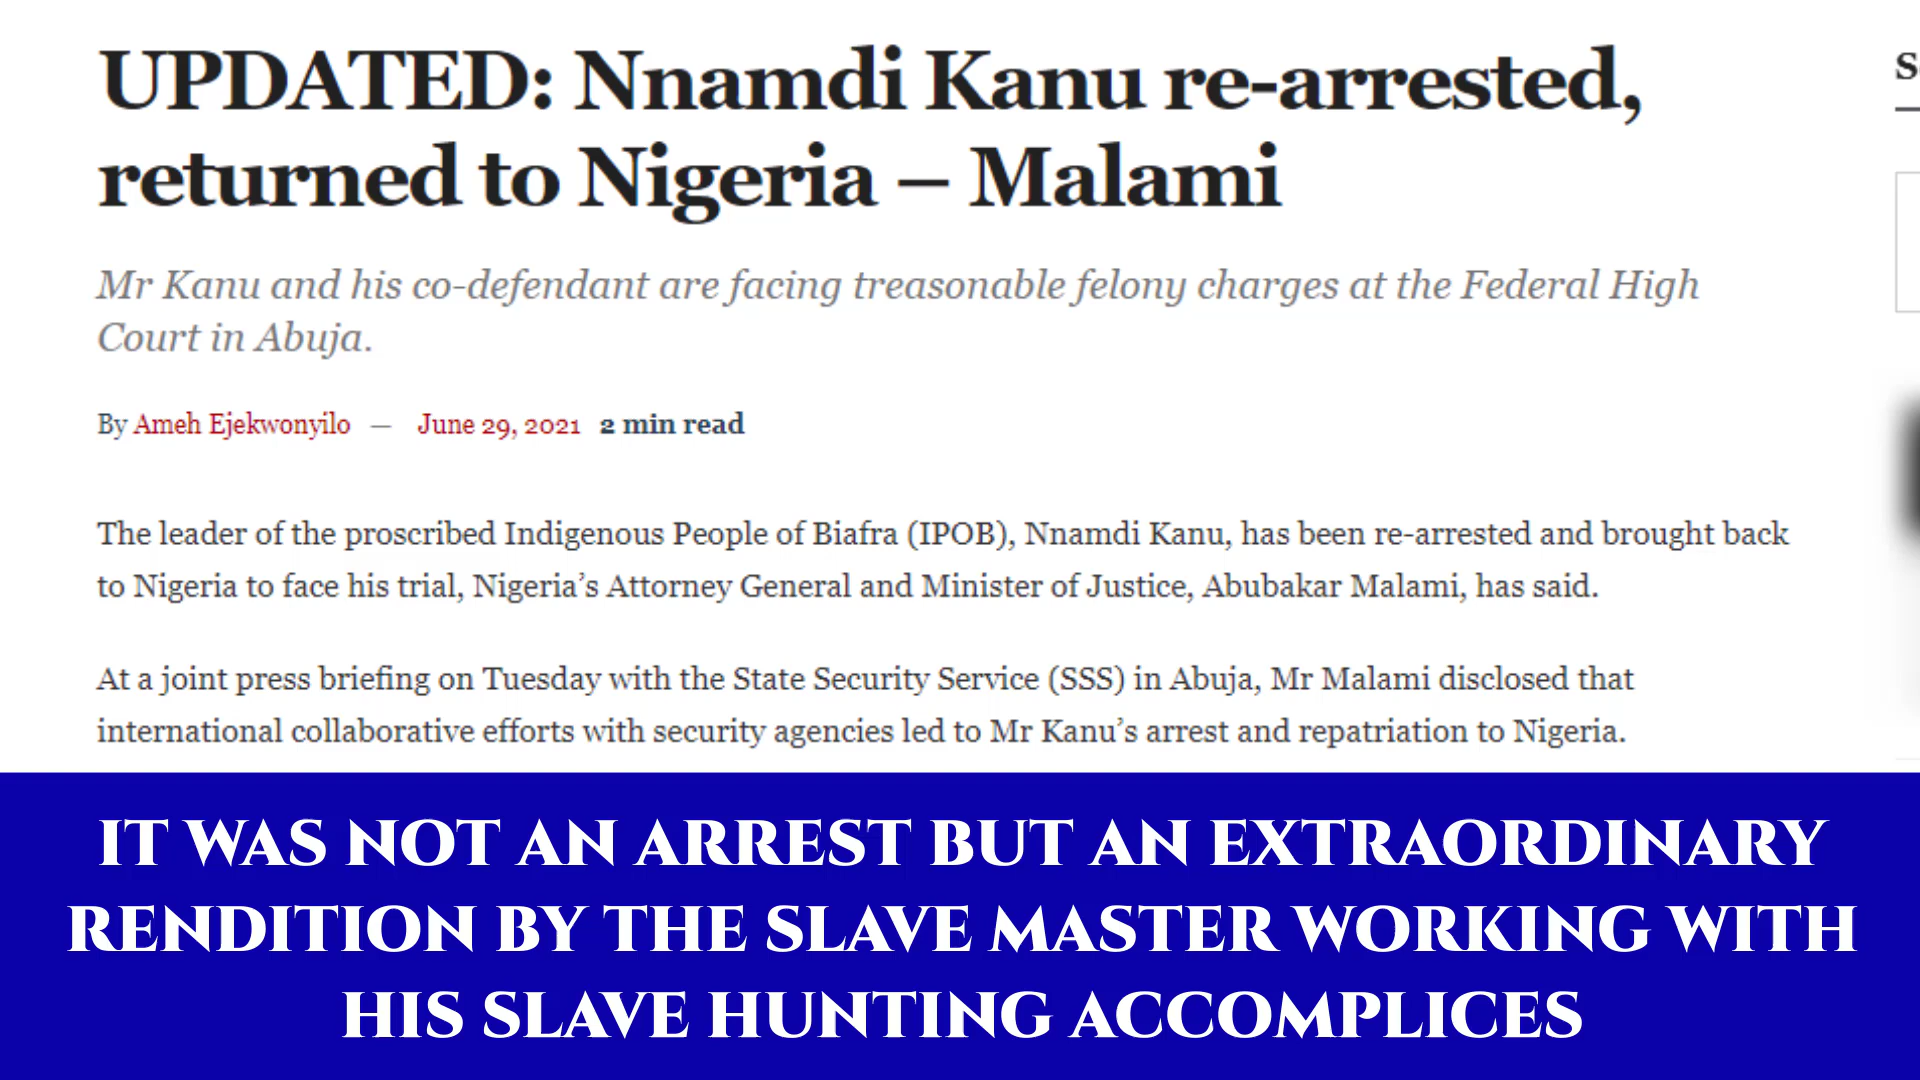 UPDATED: Nnamdi Kanu re-arrested,
returned to Nigeria – Malami
Mr Kanu and his co-defendant are facing treasonable felony charges at the Federal High
Court in Abuja.
By Ameh Ejekwonyilo — June 29, 2021 2 min read
The leader of the proscribed Indigenous People of Biafra (IPOB), Nnamdi Kanu, has been re-arrested and brought back
to Nigeria to face his trial, Nigeria’s Attorney General and Minister of Justice, Abubakar Malami, has said.
At a joint press briefing on Tuesday with the State Security Service (SSS) in Abuja, Mr Malami disclosed that
international collaborative efforts with security agencies led to Mr Kanu’s arrest and repatriation to Nigeria.
IT WAS NOT AN ARREST BUT AN EXTRAORDINARY
RENDITION BY THE SLAVE MASTER WORKING WITH
HIS SLAVE HUNTING ACCOMPLICES